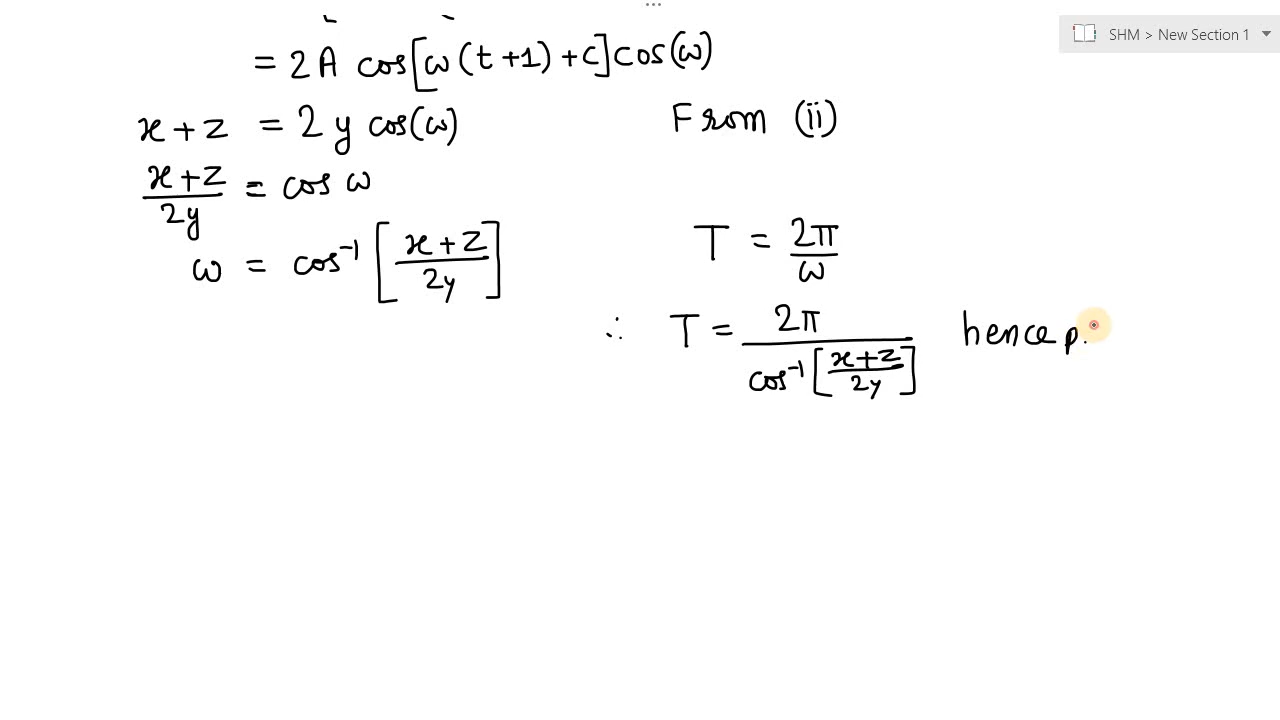 SHM > New Section 1
= 2A cos[ω(t+1)+c]cos(ω)
x+z = 2y cos(ω) From (ii)
x+z/2y = cos ω
ω = cos⁻¹[x+z/2y] T = 2π/ω
∴ T = 2π/cos⁻¹[x+z/2y] hence p